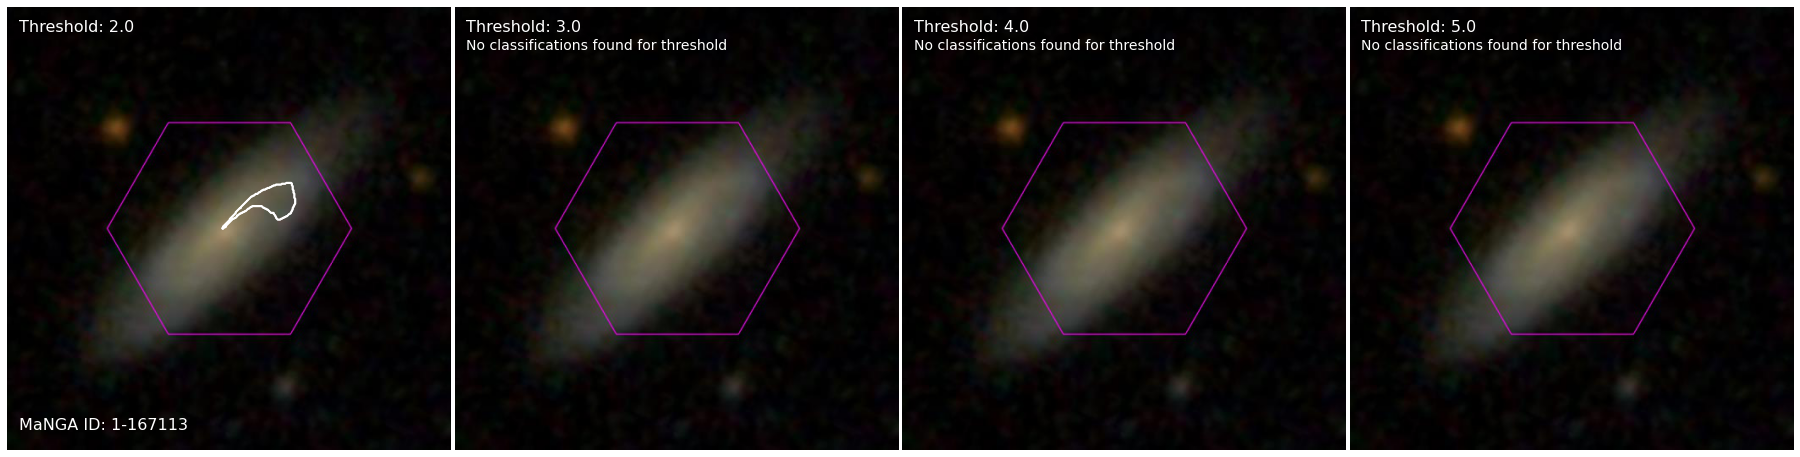 Threshold: 2.0
MaNGA ID: 1-167113
Threshold: 3.0
No classifications found for threshold
Threshold: 4.0
No classifications found for threshold
Threshold: 5.0
No classifications found for threshold